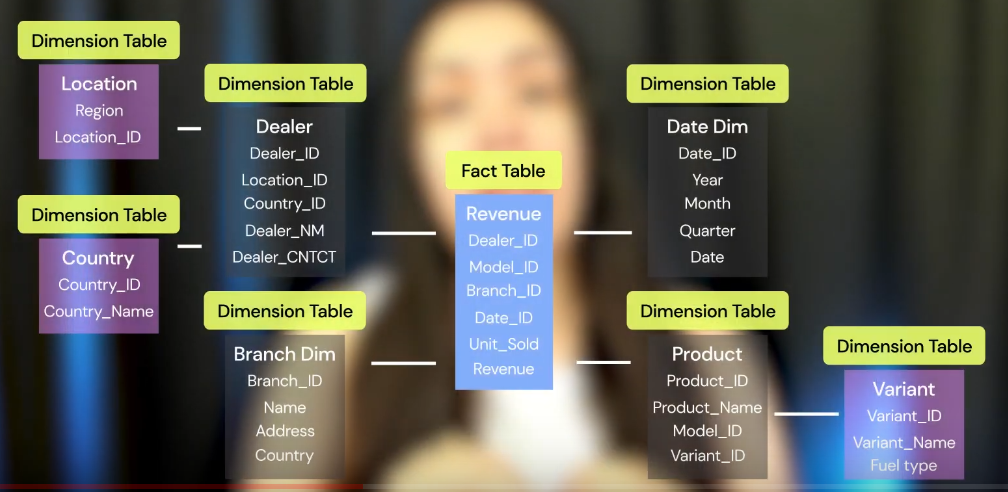 Dimension Table
Location
Region
Location_ID
Dimension Table
Country
Country_ID
Country_Name
Dimension Table
Dealer
Dealer_ID
Location_ID
Country_ID
Dealer_NM
Dealer_CNTCT
Dimension Table
Branch Dim
Branch_ID
Name
Address
Country
Fact Table
Revenue
Dealer_ID
Model_ID
Branch_ID
Date_ID
Unit_Sold
Revenue
Dimension Table
Date Dim
Date_ID
Year
Month
Quarter
Date
Dimension Table
Product
Product_ID
Product_Name
Model_ID
Variant_ID
Dimension Table
Variant
Variant_ID
Variant_Name
Fuel type